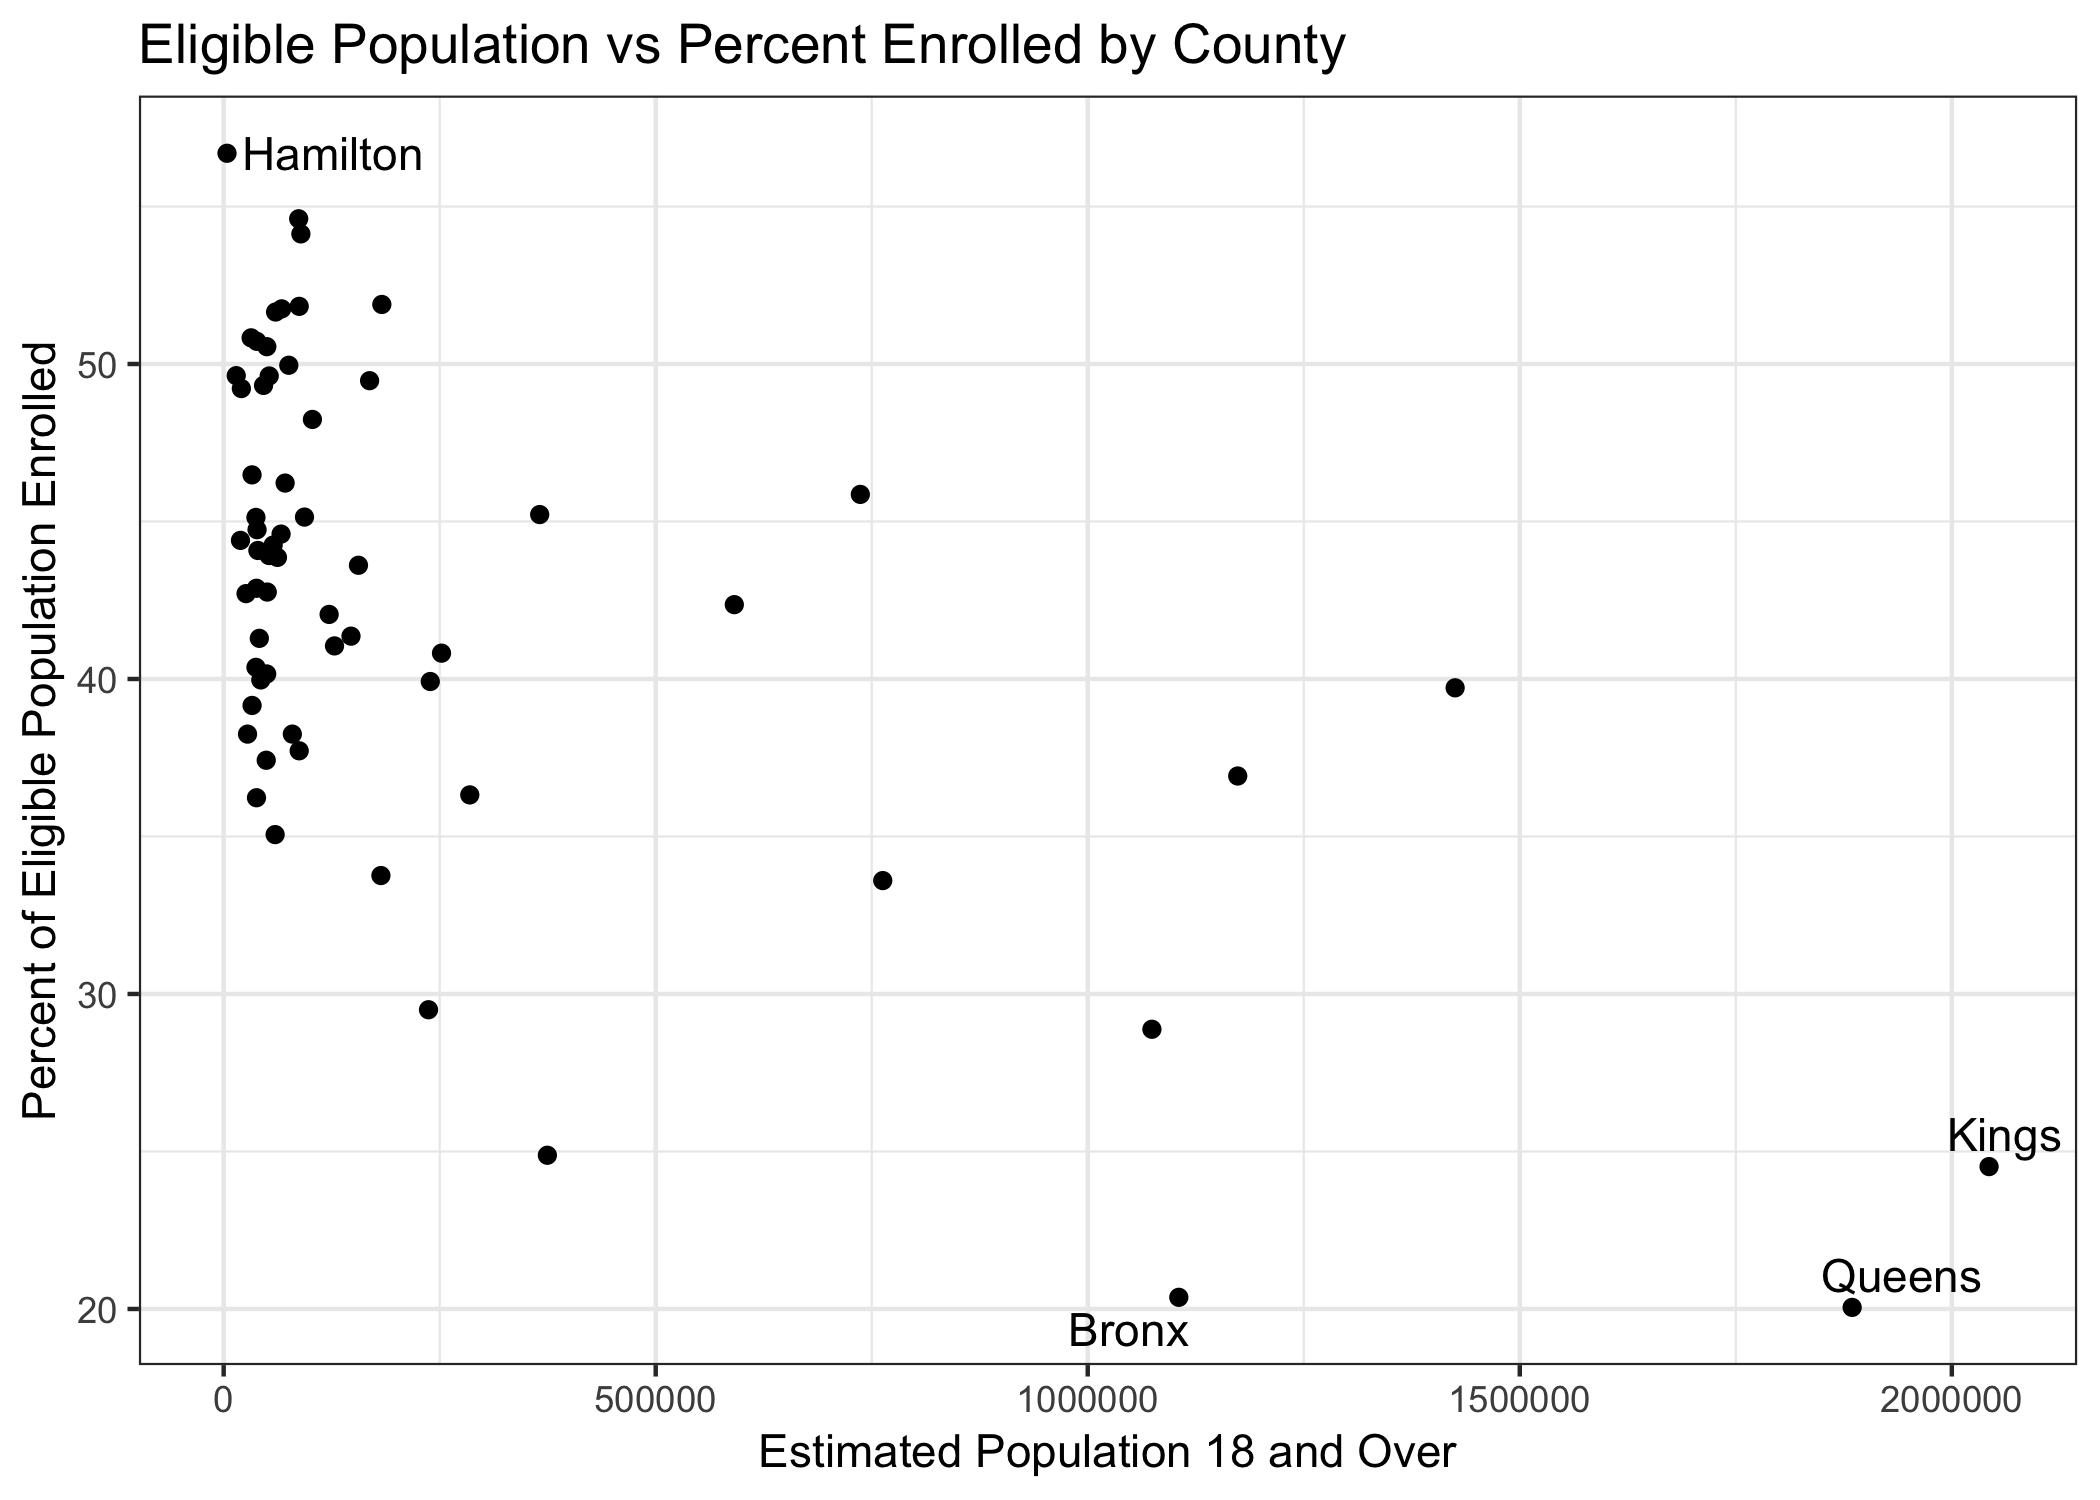 Eligible Population vs Percent Enrolled by County
Hamilton
Kings
Queens
Bronx
Percent of Eligible Population Enrolled
50
40
30
20
0
500000
1000000
1500000
2000000
Estimated Population 18 and Over